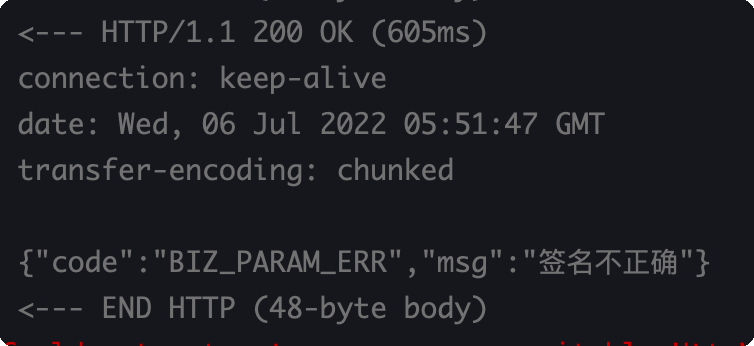 <--- HTTP/1.1 200 OK (605ms)
connection: keep-alive
date: Wed, 06 Jul 2022 05:51:47 GMT
transfer-encoding: chunked
{"code":"BIZ_PARAM_ERR","msg":"签名不正确"}
<--- END HTTP (48-byte body)